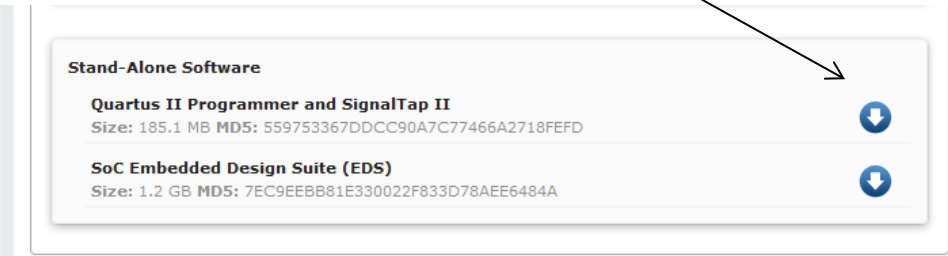 Stand-Alone Software
Quartus II Programmer and SignalTap II
Size: 185.1 MB MD5: 559753367DDCC90A7C77466A2718FEFD
SoC Embedded Design Suite (EDS)
Size: 1.2 GB MD5: 7EC9EEBB81E330022F833D78AEE6484A